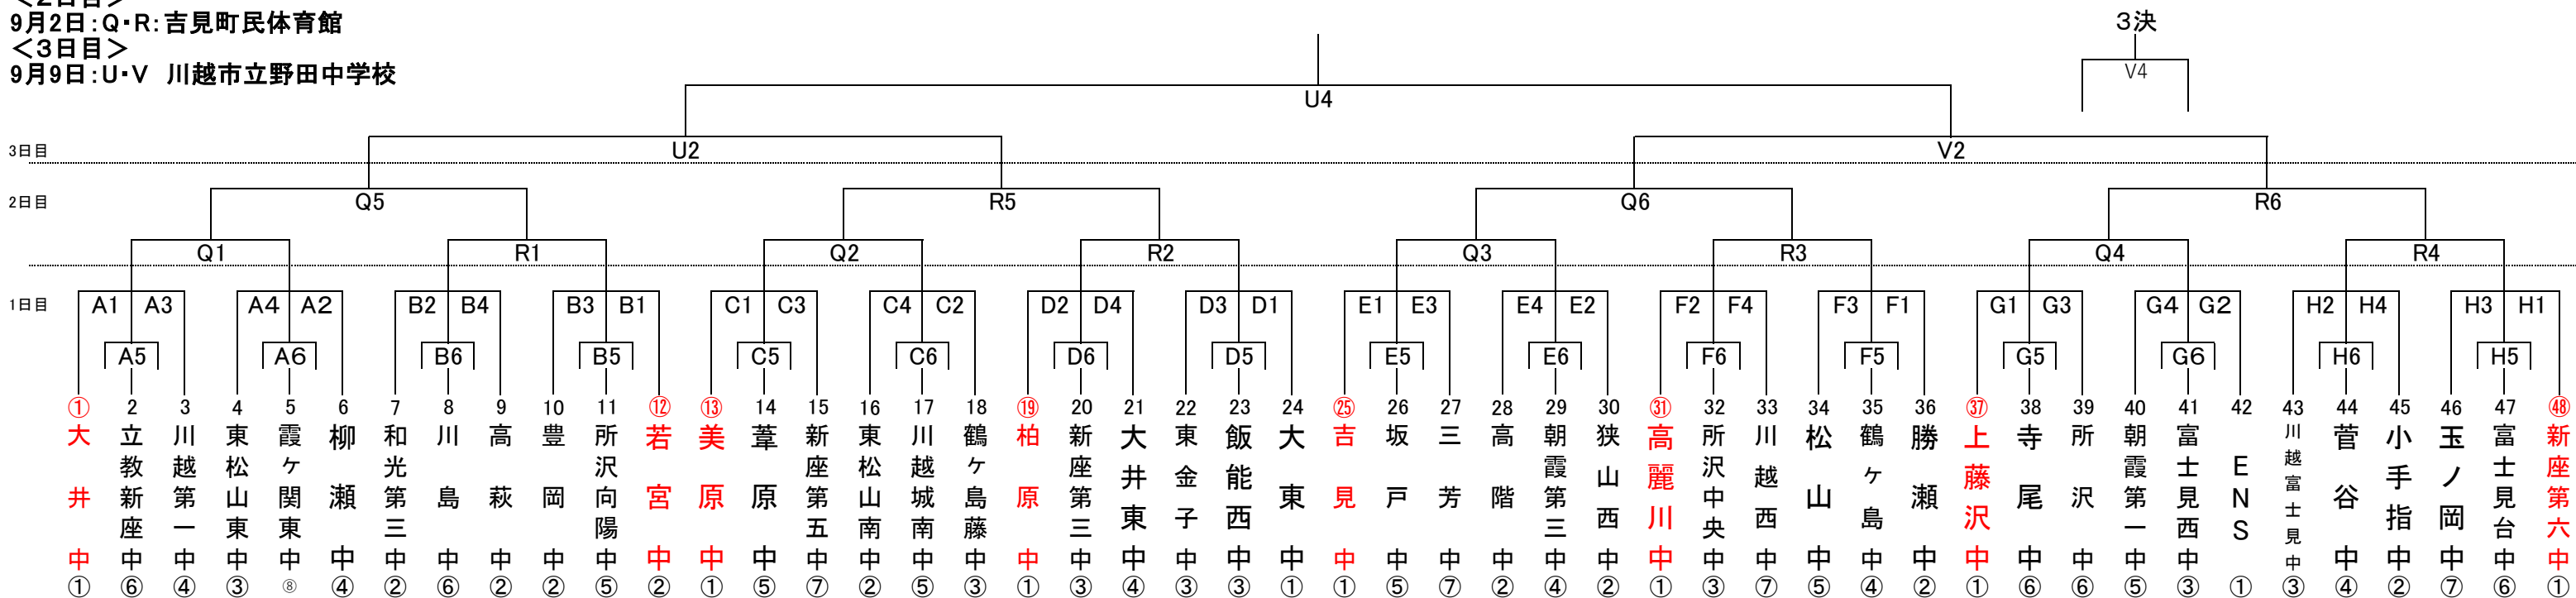 <2日目>
9月2日:Q・R:吉見町民体育館
<3日目>
9月9日:U・V 川越市立野田中学校
3決
V4
U4
3日目
U2 V2
2日目
Q5 R5 Q6 R6
Q1 R1 Q2 R2 Q3 R3 Q4 R4
1日目
A1 A3 A4 A2 B2 B4 B3 B1 C1 C3 C4 C2 D2 D4 D3 D1 E1 E3 E4 E2 F2 F4 F3 F1 G1 G3 G4 G2 H2 H4 H3 H1
A5 A6 B6 B5 C5 C6 D6 D5 E5 E6 F6 F5 G5 G6 H6 H5
① 大井中 ①
2 立教新座中 ⑥
3 川越第一中 ④
4 東松山東中 ③
5 霞ヶ関東中 ⑧
6 柳瀬中 ④
7 和光第三中 ②
8 川島中 ⑥
9 高萩中 ②
10 豊岡中 ②
11 所沢向陽中 ⑤
⑫ 若宮中 ②
⑬ 美原中 ①
14 葦原中 ⑤
15 新座第五中 ⑦
16 東松山南中 ②
17 川越城南中 ⑤
18 鶴ヶ島藤中 ③
⑲ 柏原中 ①
20 新座第三中 ③
21 大井東中 ④
22 東金子中 ③
23 飯能西中 ③
24 大東中 ①
㉕ 吉見中 ①
26 坂戸中 ⑤
27 三芳中 ⑦
28 高階中 ②
29 朝霞第三中 ④
30 狭山西中 ②
㉛ 高麗川中 ①
32 所沢中央中 ③
33 川越西中 ⑦
34 松山中 ⑤
35 鶴ヶ島中 ④
36 勝瀬中 ②
㊲ 上藤沢中 ①
38 寺尾中 ⑥
39 所沢中 ⑥
40 朝霞第一中 ⑤
41 富士見西中 ③
42 ENS ①
43 川越富士見中 ③
44 菅谷中 ④
45 小手指中 ②
46 玉ノ岡中 ⑦
47 富士見台中 ⑥
㊽ 新座第六中 ①